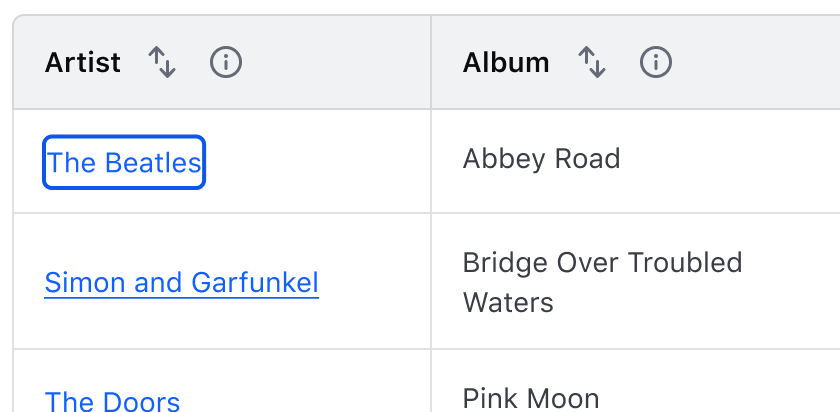 Artist Album
The Beatles Abbey Road
Simon and Garfunkel Bridge Over Troubled
Waters
The Doors Pink Moon